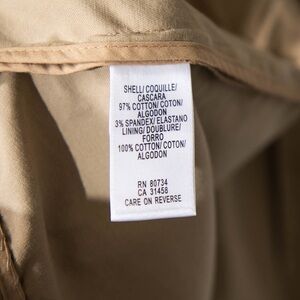 SHELL/ COQUILLE/
CASCARA
97% COTTON/ COTON/
ALGODON
3% SPANDEX/ ELASTANO
LINING/ DOUBLURE/
FORRO
100% COTTON/ COTON/
ALGODON
RN 80734
CA 31458
CARE ON REVERSE